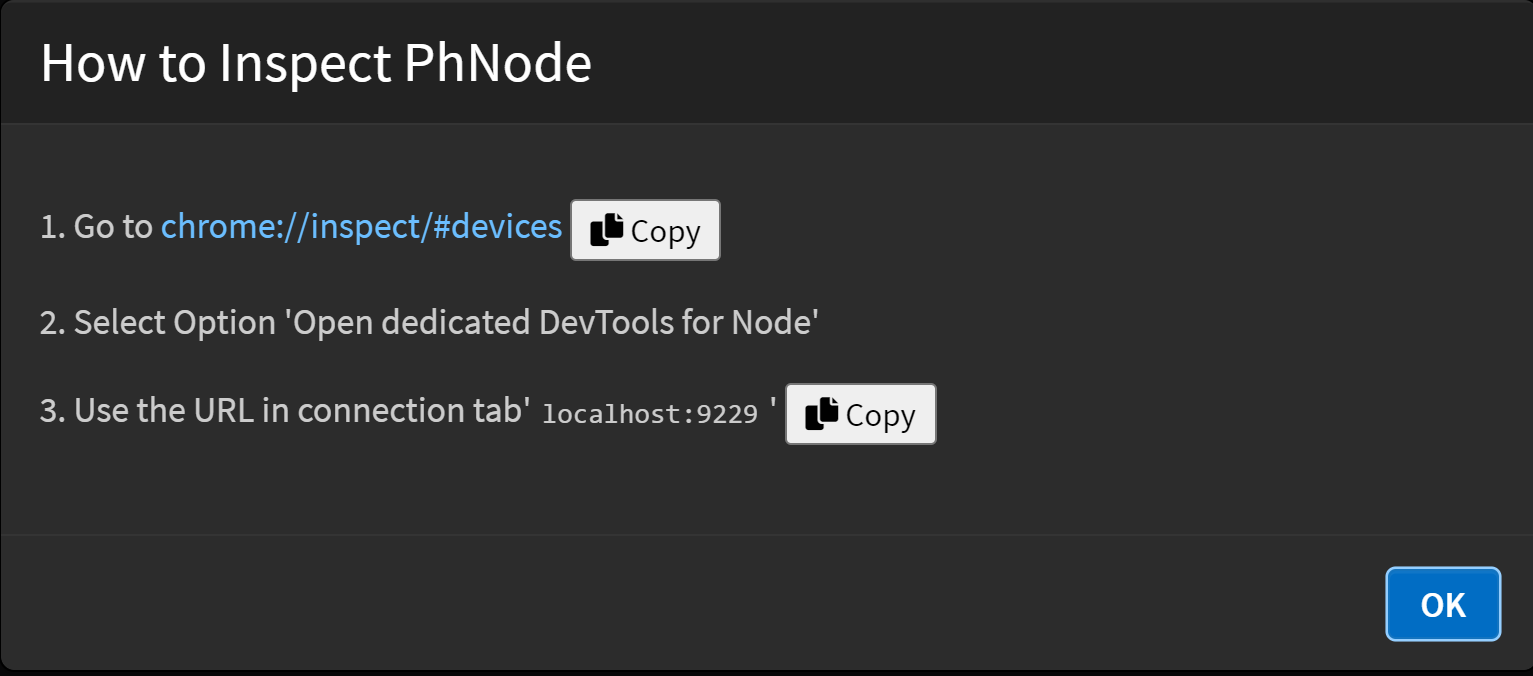 How to Inspect PhNode
1. Go to chrome://inspect/#devices Copy
2. Select Option 'Open dedicated DevTools for Node'
3. Use the URL in connection tab' localhost:9229 ' Copy
OK